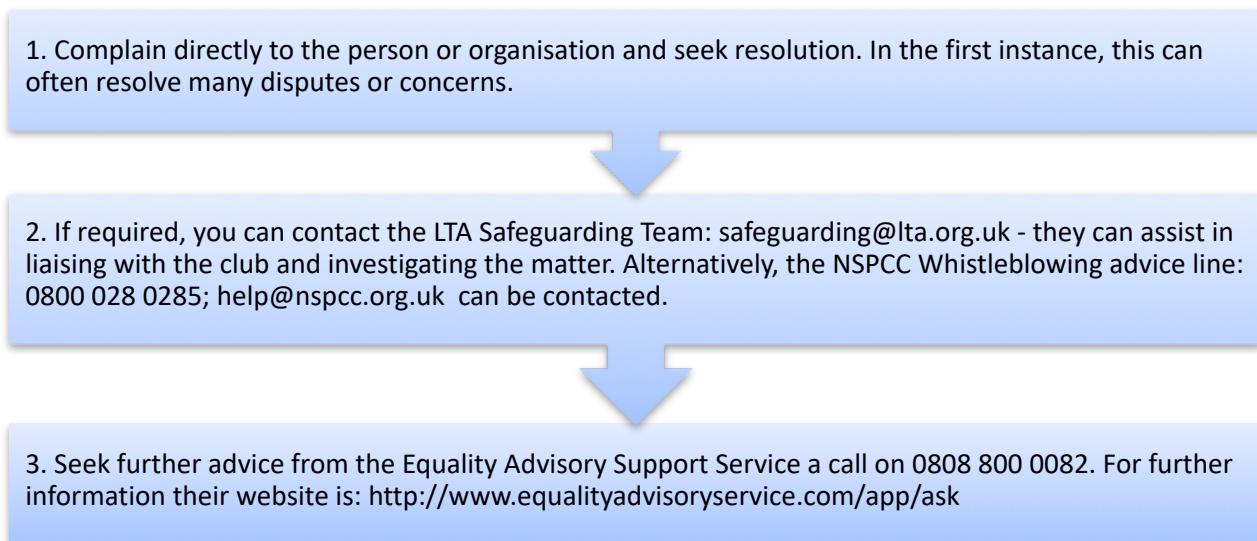 1. Complain directly to the person or organisation and seek resolution. In the first instance, this can
often resolve many disputes or concerns.
2. If required, you can contact the LTA Safeguarding Team: safeguarding@lta.org.uk - they can assist in
liaising with the club and investigating the matter. Alternatively, the NSPCC Whistleblowing advice line:
0800 028 0285; help@nspcc.org.uk  can be contacted.
3. Seek further advice from the Equality Advisory Support Service a call on 0808 800 0082. For further
information their website is: http://www.equalityadvisoryservice.com/app/ask